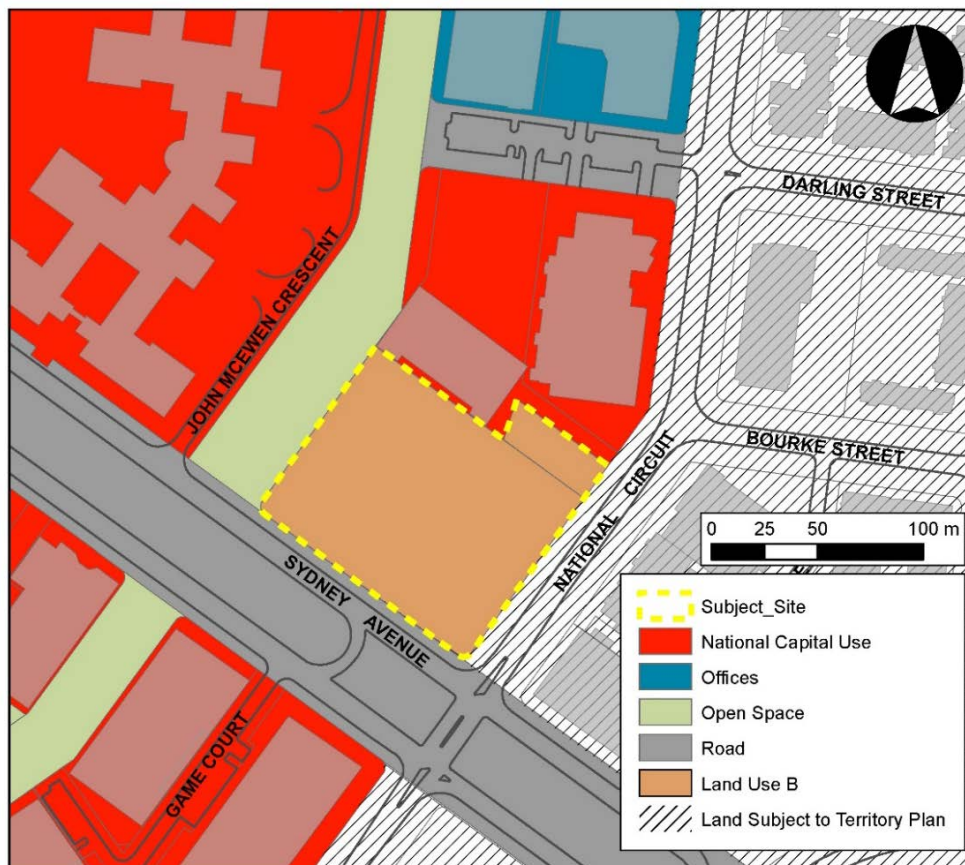 DARLING STREET
JOHN MCEWEN CRESCENT
BOURKE STREET
NATIONAL CIRCUIT
0 25 50 100 m
SYDNEY
AVENUE
GAME COURT
Subject_Site
National Capital Use
Offices
Open Space
Road
Land Use B
Land Subject to Territory Plan